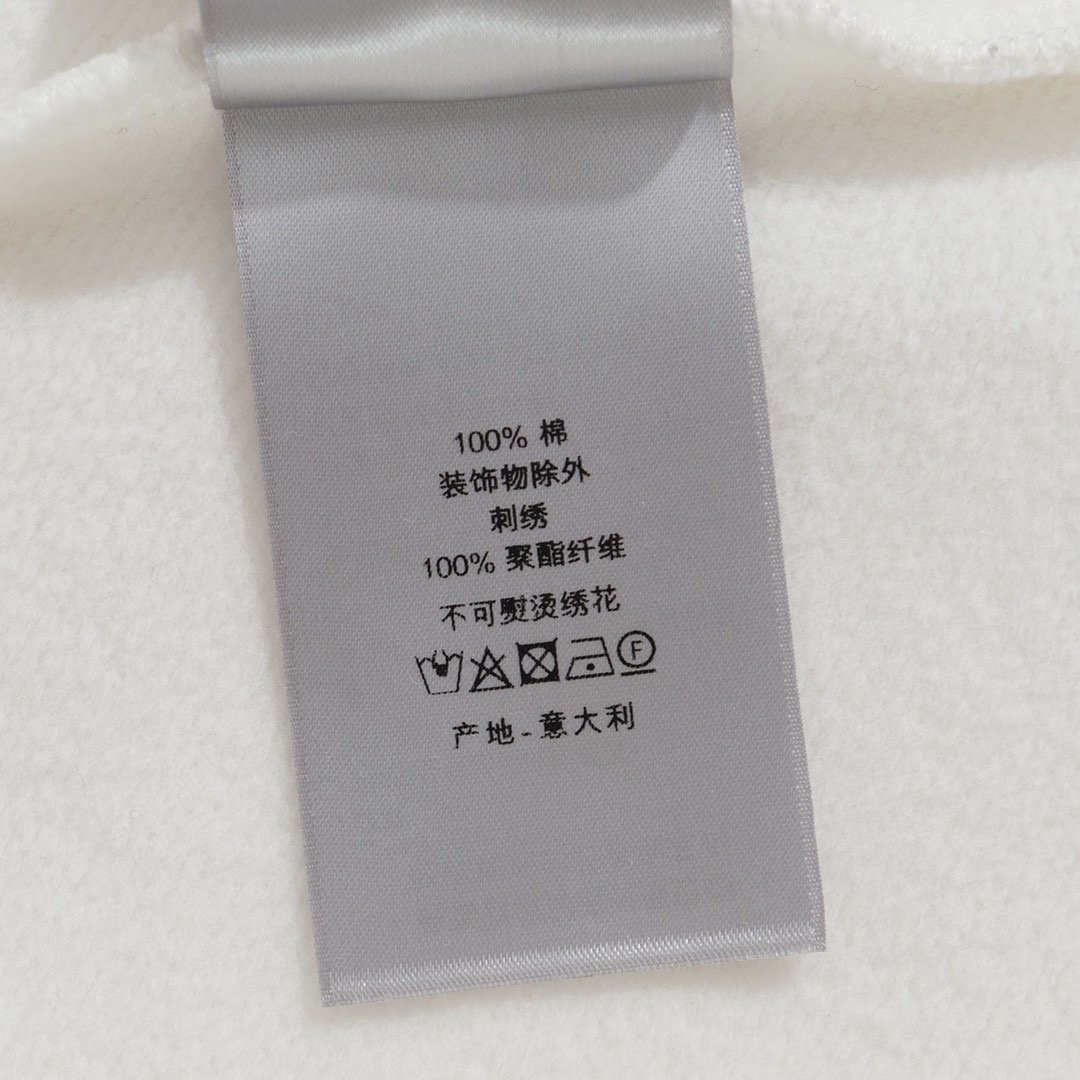 100% 棉
装饰物除外
刺绣
100% 聚酯纤维
不可熨烫绣花
F
产地-意大利